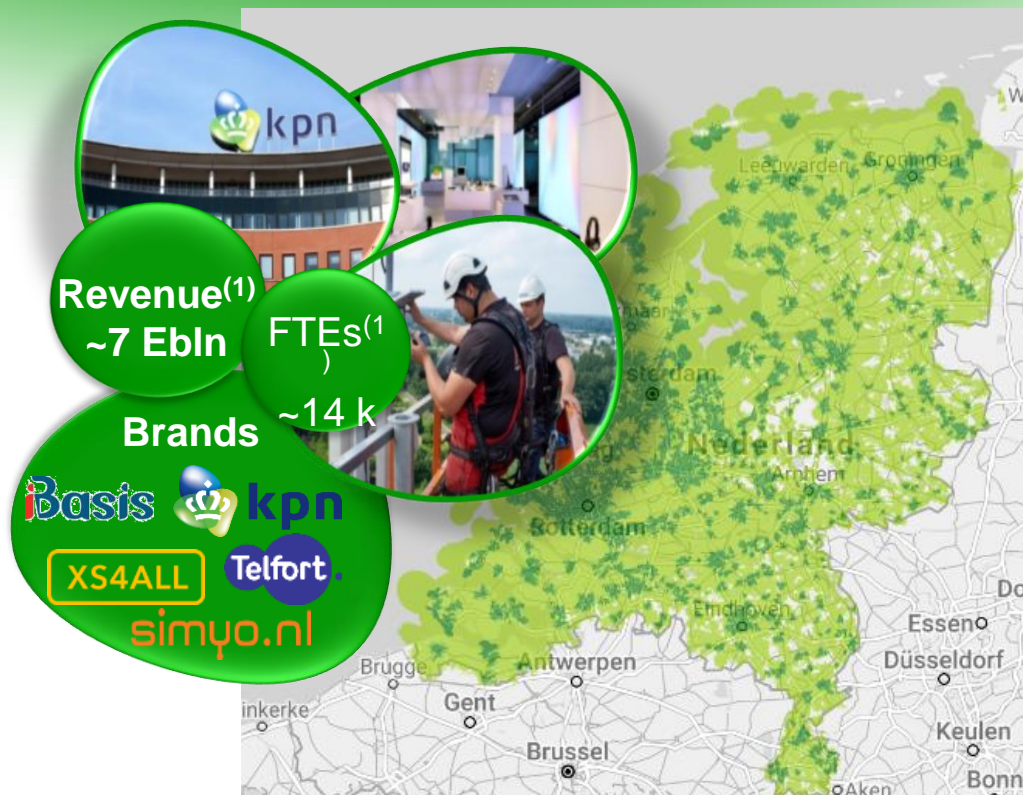 kpn
Revenue(1)
~7 Ebln
FTEs(1
)
~14 k
Brands
iBasis
kpn
XS4ALL
Telfort
simyo.nl
Leeuwarden
Groningen
Nederland
Arnhem
Rotterdam
Eindhoven
Essen
Düsseldorf
Brugge
Antwerpen
Gent
inkerke
Keulen
Brussel
Bonn
Aken